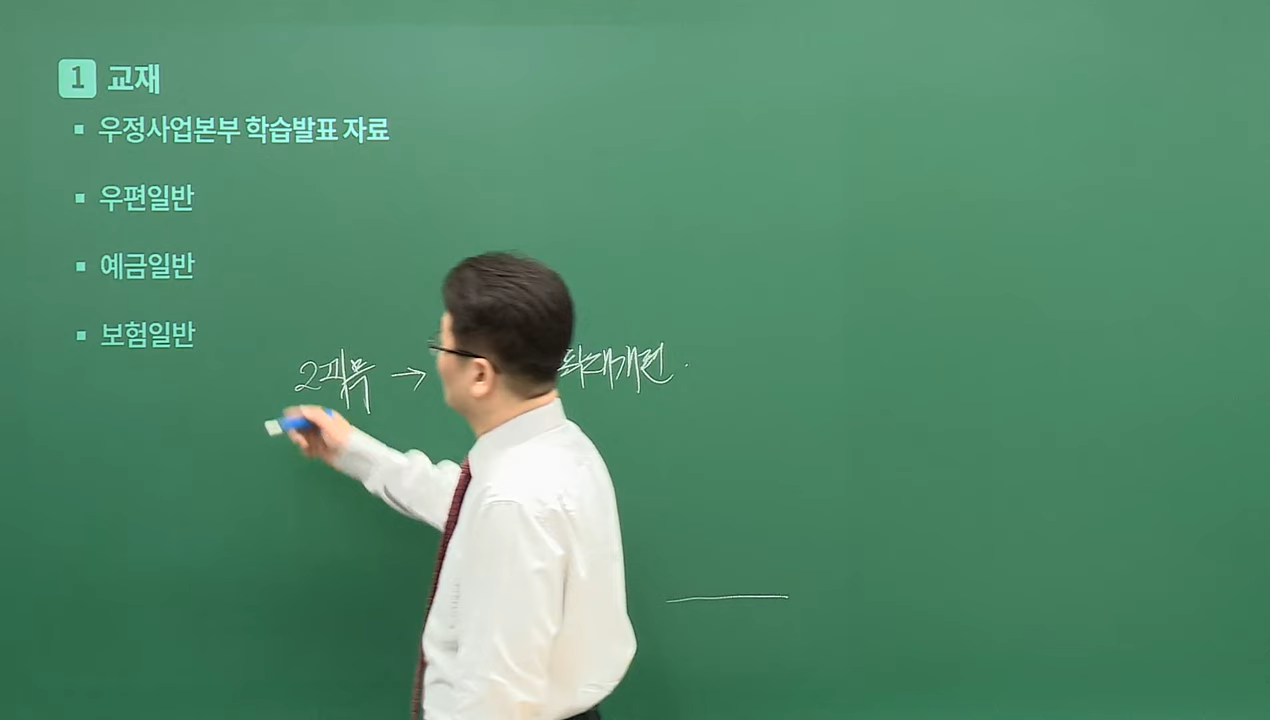 1 교재
▪ 우정사업본부 학습발표 자료
▪ 우편일반
▪ 예금일반
▪ 보험일반
2과목 →